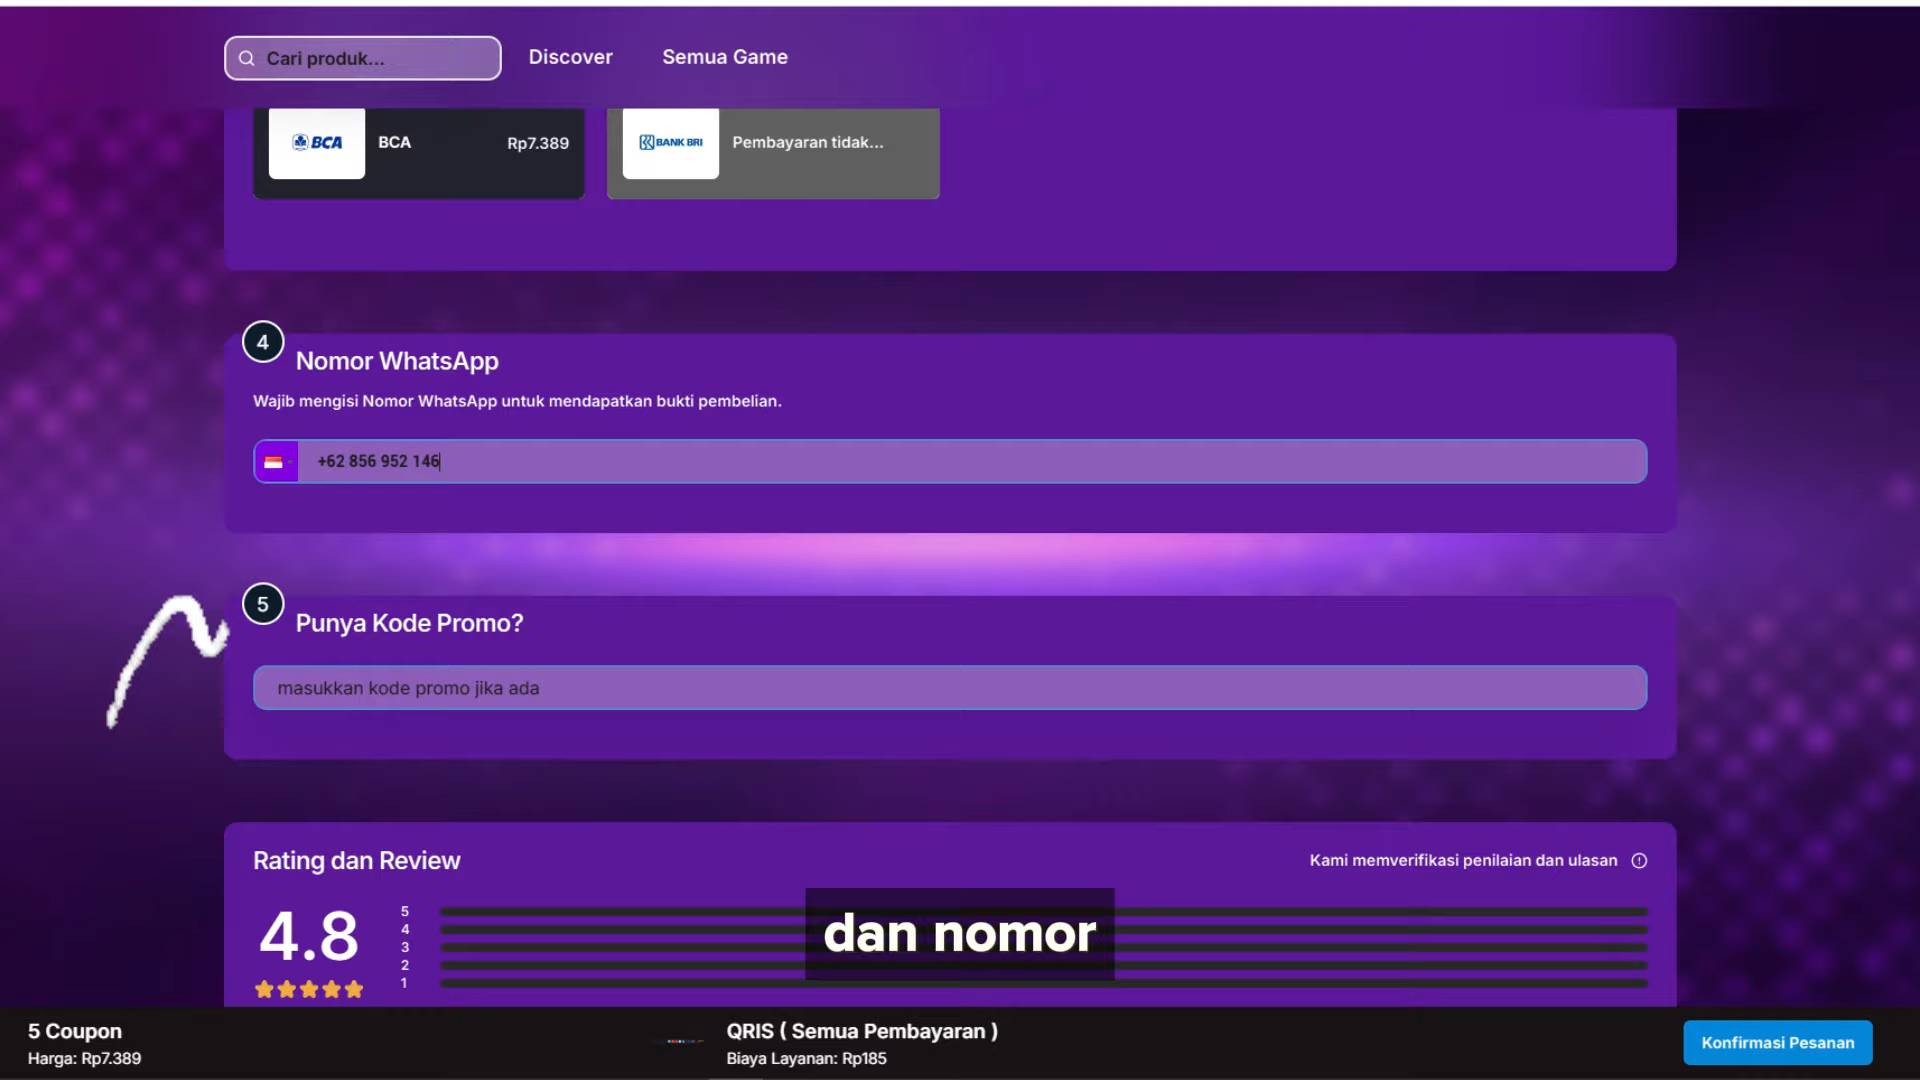 Cari produk...
Discover
Semua Game
BCA
BCA
Rp7.389
BANK BRI
Pembayaran tidak...
4
Nomor WhatsApp
Wajib mengisi Nomor WhatsApp untuk mendapatkan bukti pembelian.
+62 856 952 146
5
Punya Kode Promo?
masukkan kode promo jika ada
Rating dan Review
Kami memverifikasi penilaian dan ulasan
4.8
5
4
3
2
1
dan nomor
5 Coupon
Harga: Rp7.389
QRIS ( Semua Pembayaran )
Biaya Layanan: Rp185
Konfirmasi Pesanan